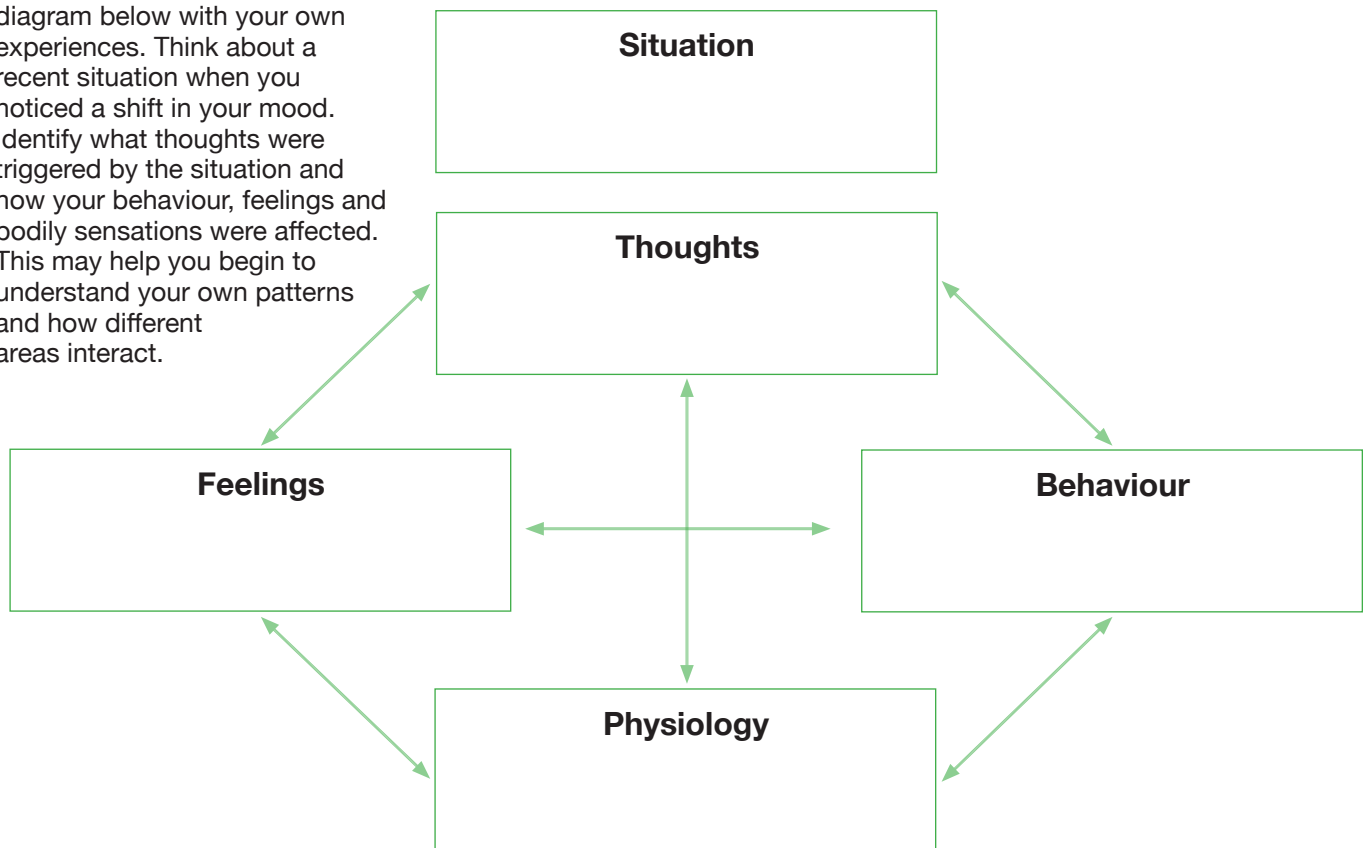 diagram below with your own
experiences. Think about a
recent situation when you
noticed a shift in your mood.
dentify what thoughts were
triggered by the situation and
how your behaviour, feelings and
bodily sensations were affected.
This may help you begin to
understand your own patterns
and how different
areas interact.
Situation
Thoughts
Feelings
Behaviour
Physiology